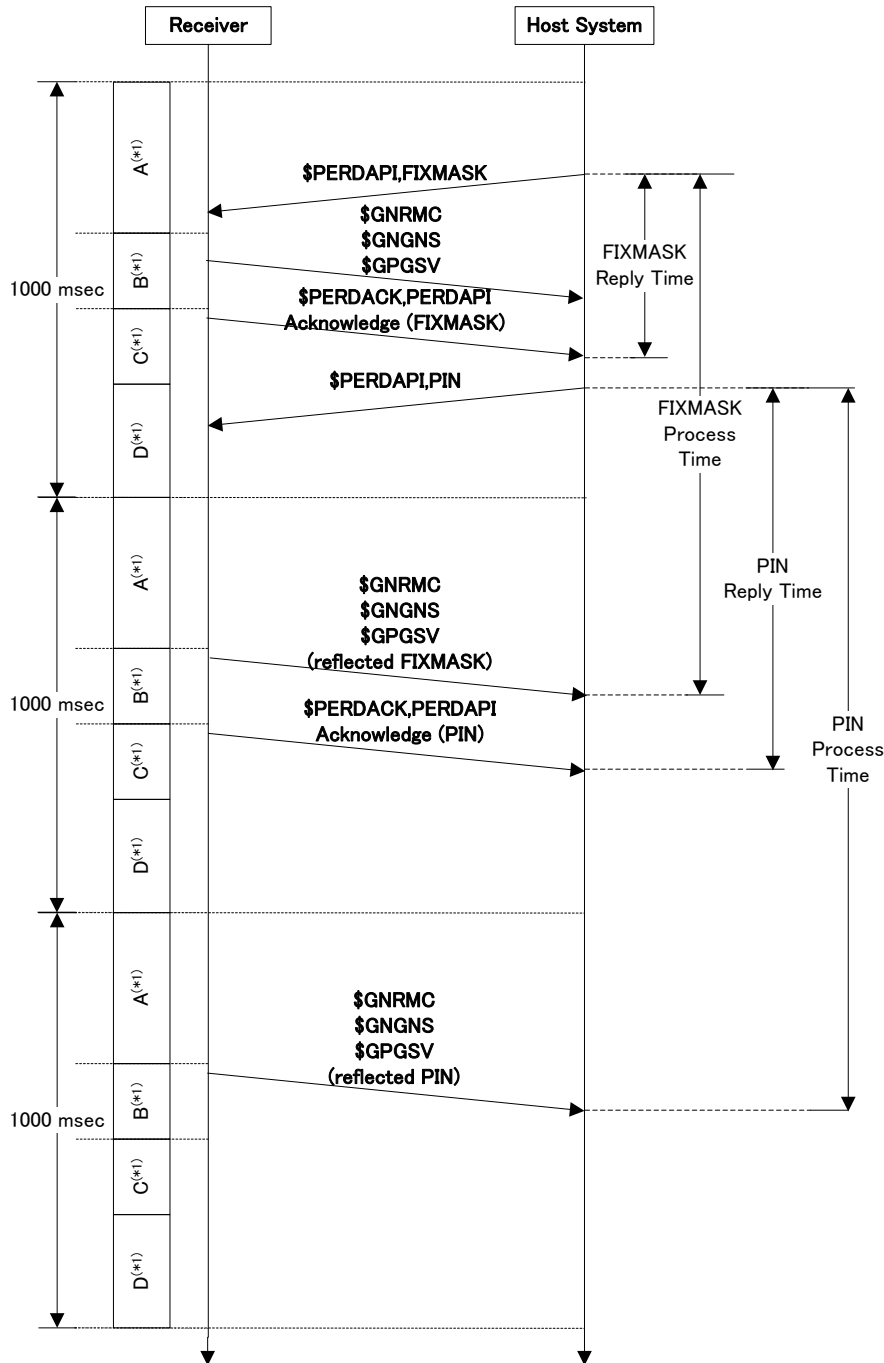 Receiver
Host System
A(*1)
$PERDAPI,FIXMASK
$GNRMC
$GNGNS
$GPGSV
FIXMASK
Reply Time
B(*1)
1000 msec
$PERDACK,PERDAPI
Acknowledge (FIXMASK)
C(*1)
$PERDAPI,PIN
FIXMASK
Process
Time
D(*1)
A(*1)
PIN
Reply Time
$GNRMC
$GNGNS
$GPGSV
(reflected FIXMASK)
B(*1)
1000 msec
$PERDACK,PERDAPI
Acknowledge (PIN)
PIN
Process
Time
C(*1)
D(*1)
A(*1)
$GNRMC
$GNGNS
$GPGSV
(reflected PIN)
B(*1)
1000 msec
C(*1)
D(*1)